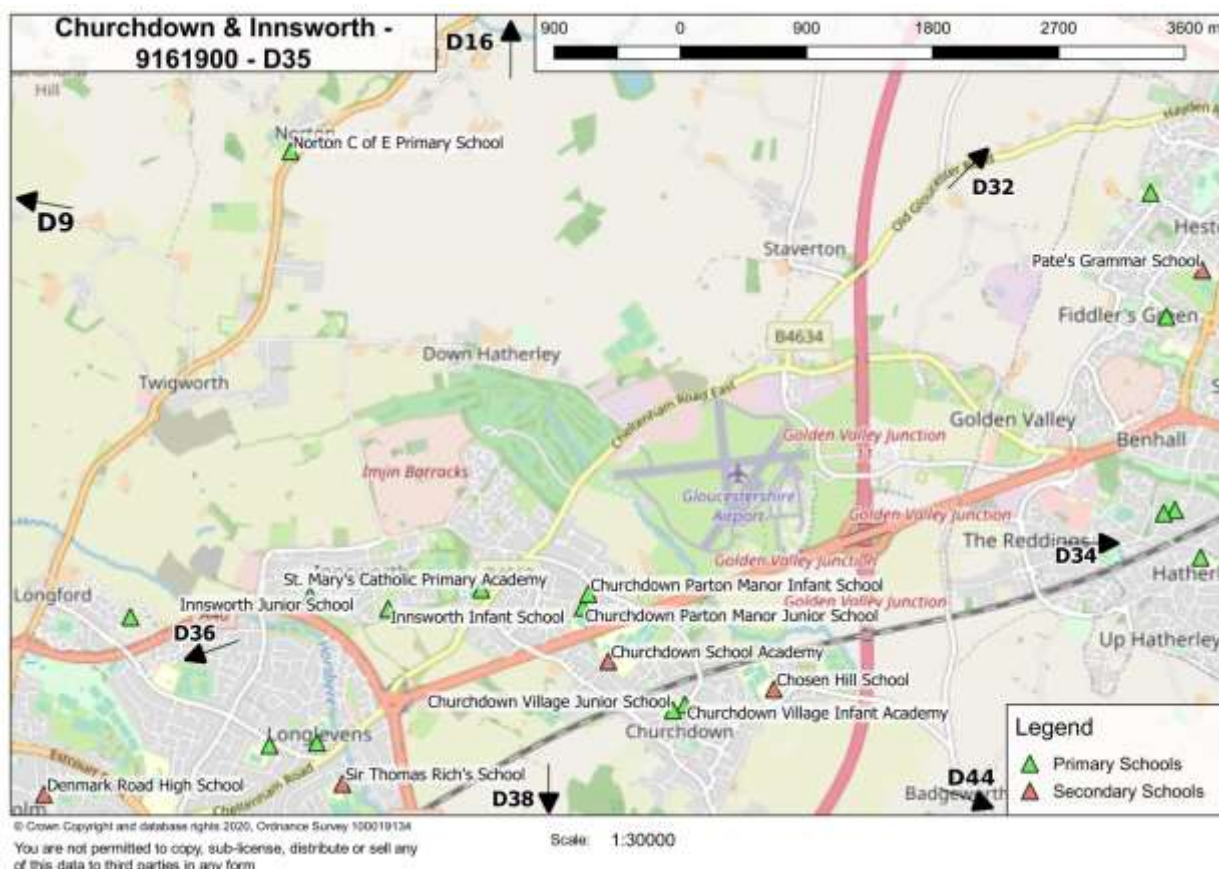 Churchdown & Innsworth -
9161900 - D35
D16
900 0 900 1800 2700 3600 m
Hill
Norton
Norton C of E Primary School
Hayden
Old Gloucester Road
D32
D9
Staverton
Pate's Grammar School
Fiddler's Green
B4634
Down Hatherley
Twigworth
Cheltenham Road East
Golden Valley
Benhall
Golden Valley Junction
11
Imjin Barracks
Gloucestershire
Airport
Golden Valley Junction
The Reddings
D34
Golden Valley Junction
Innsworth
St. Mary's Catholic Primary Academy
Churchdown Parton Manor Infant School
Longford
Innsworth Junior School
Golden Valley Junction
Innsworth Infant School
Churchdown Parton Manor Junior School
A40
D36
Up Hatherley
Churchdown School Academy
Chosen Hill School
Churchdown Village Junior School
Churchdown Village Infant Academy
Churchdown
Longlevens
Legend
Primary Schools
Secondary Schools
Sir Thomas Rich's School
Denmark Road High School
Cheltenham Road
D38
D44
Badgeworth
© Crown Copyright and database rights 2020, Ordnance Survey 100019134
Scale: 1:30000
You are not permitted to copy, sub-license, distribute or sell any
of this data to third parties in any form